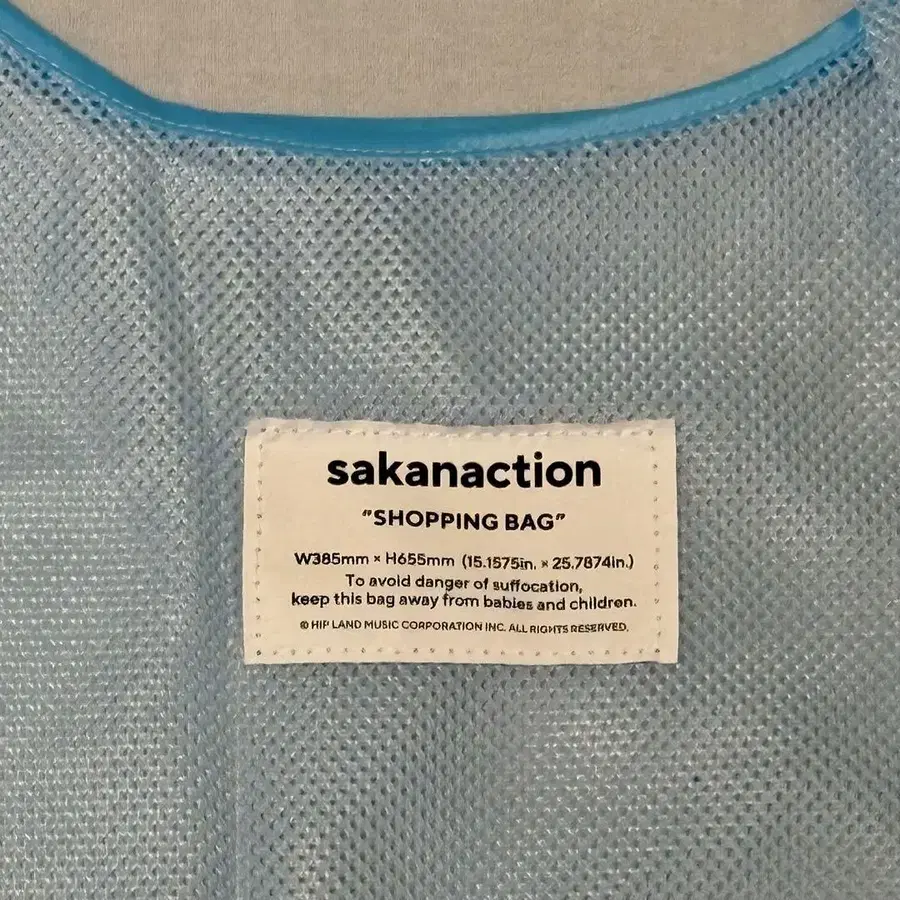 sakanaction
"SHOPPING BAG"
W385mm × H655mm (15.1575in. × 25.7874in.)
To avoid danger of suffocation,
keep this bag away from babies and children.
© HIP LAND MUSIC CORPORATION INC. ALL RIGHTS RESERVED.